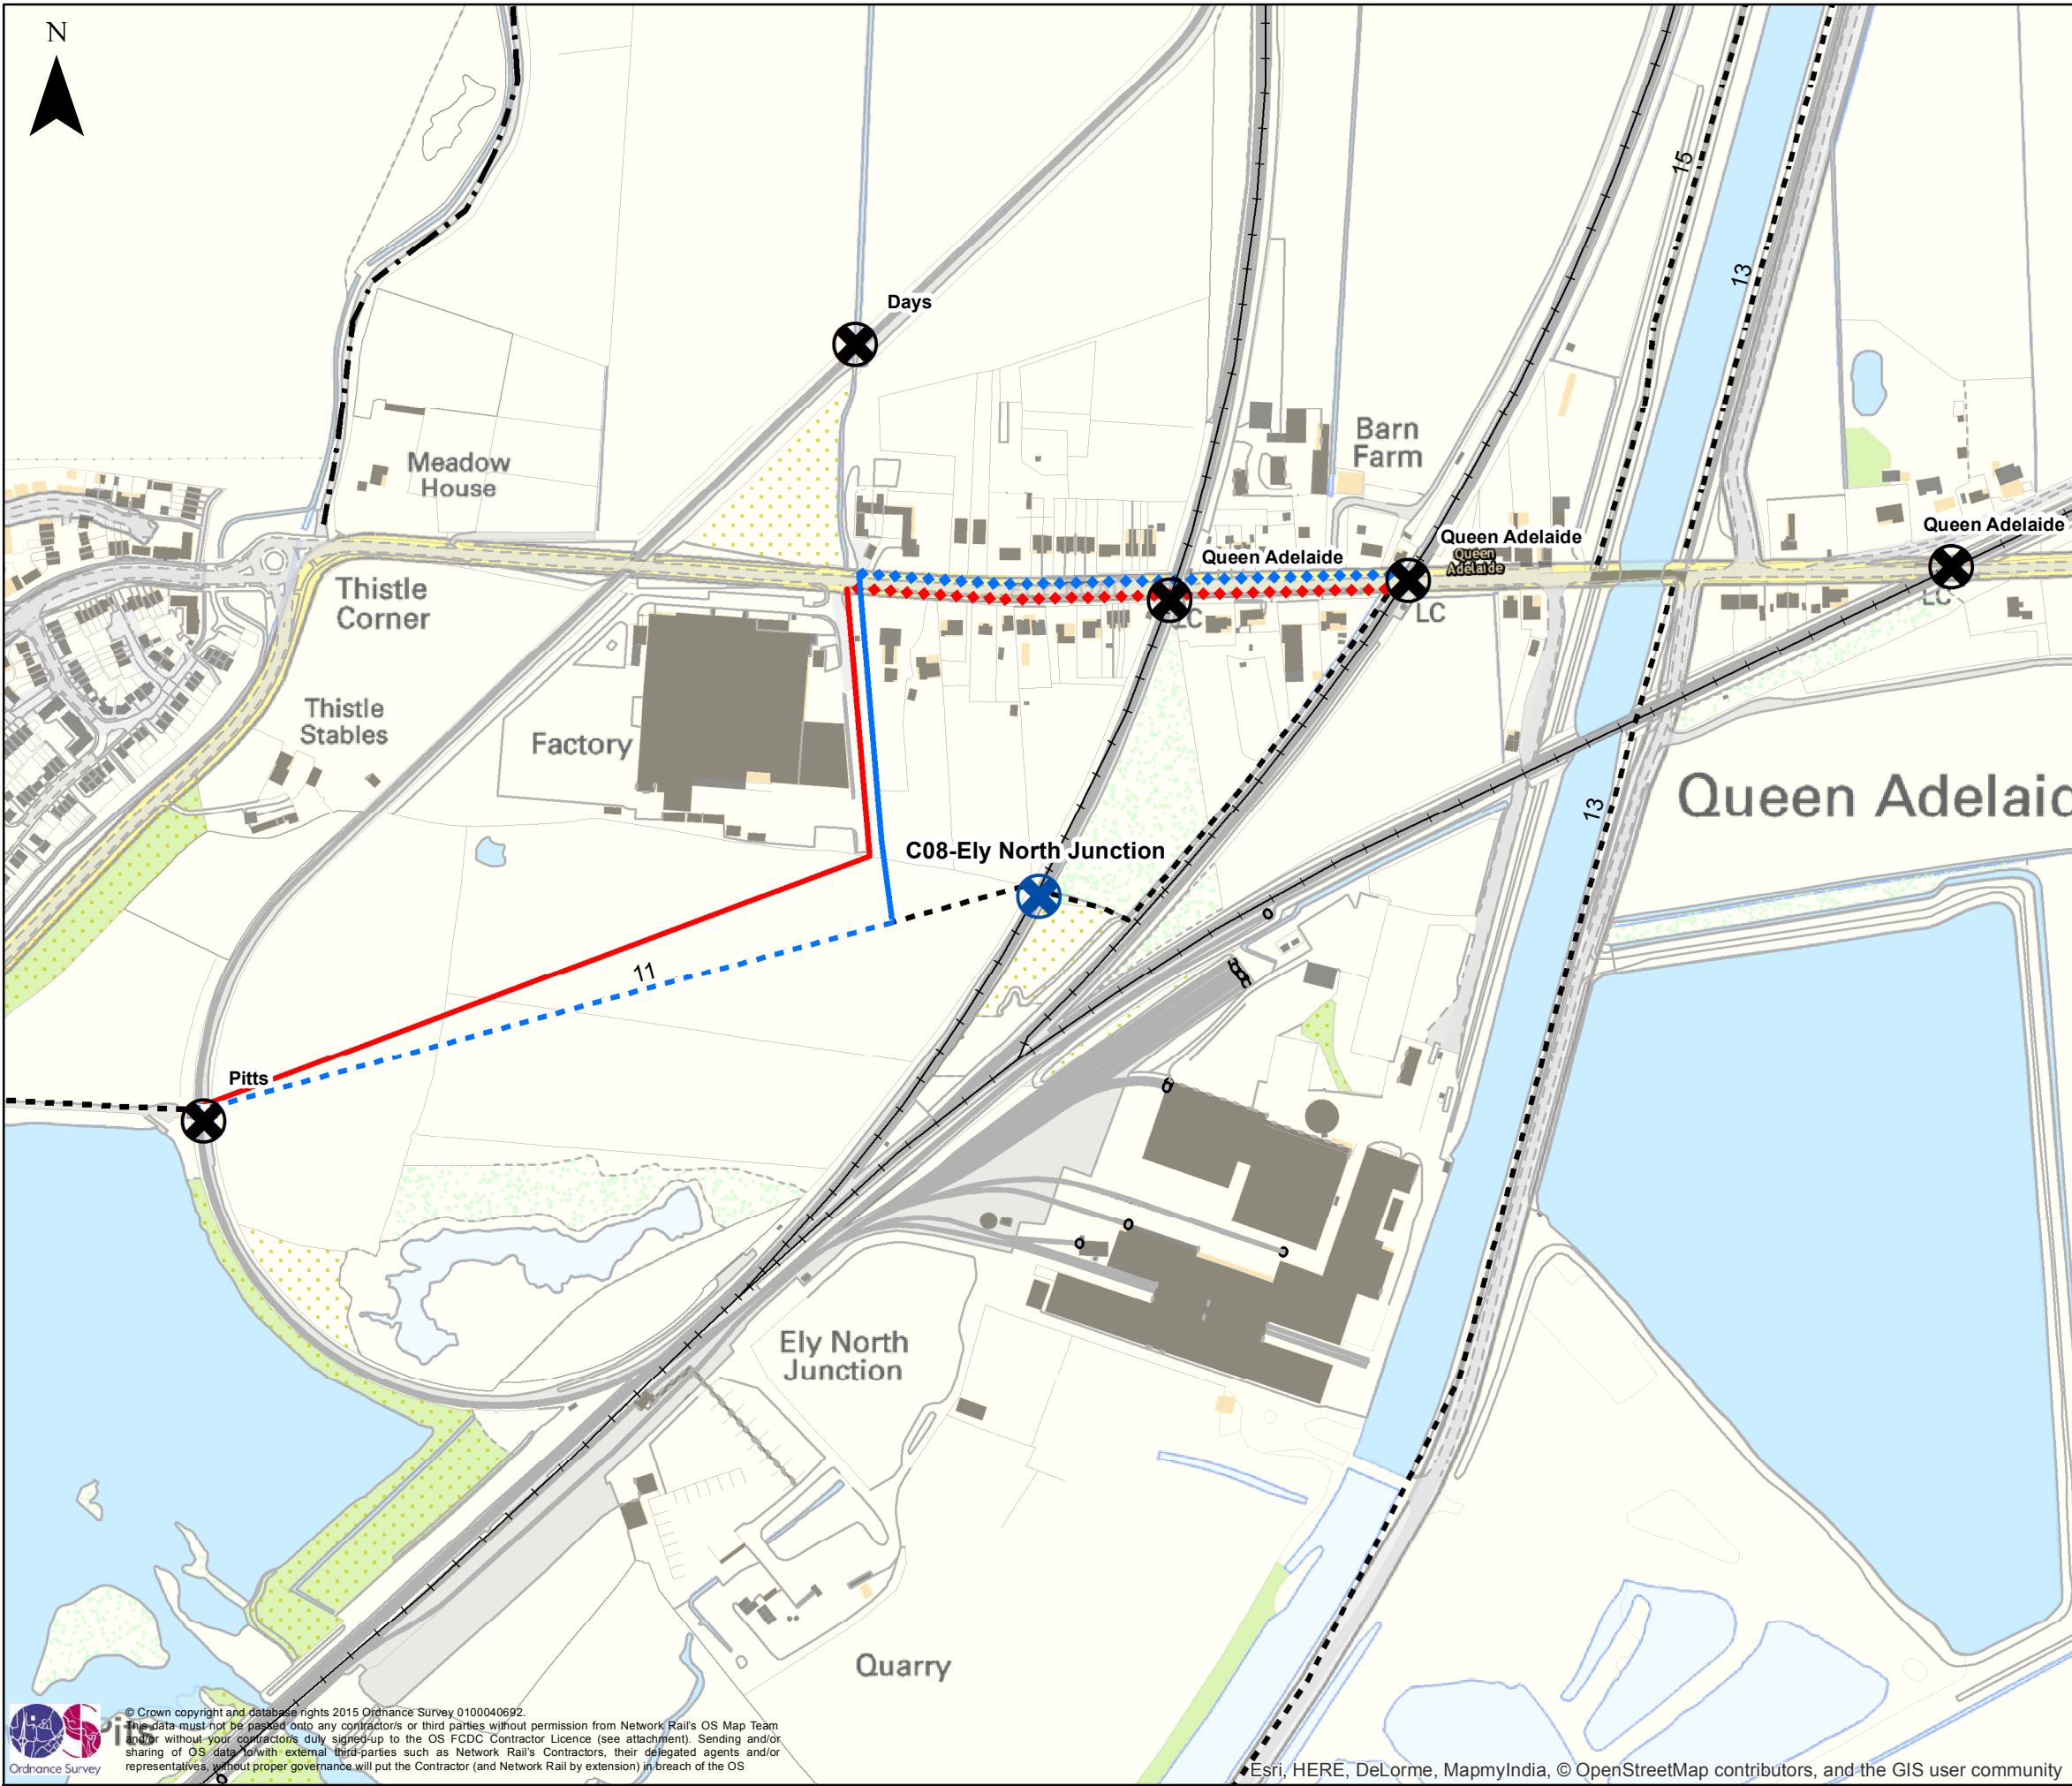 N
15
13
Days
Barn
Farm
Meadow
House
Queen Adelaide
Queen Adelaide
Queen
Adelaide
Queen Adelaide
LC
LC
LC
Thistle
Corner
Thistle
Stables
Factory
Queen Adelaid
13
C08-Ely North Junction
11
Pitts
Ely North
Junction
Quarry
Pits
© Crown copyright and database rights 2015 Ordnance Survey 0100040692.
This data must not be passed onto any contractor/s or third parties without permission from Network Rail's OS Map Team
and/or without your contractor/s duly signed-up to the OS FCDC Contractor Licence (see attachment). Sending and/or
sharing of OS data to/with external third-parties such as Network Rail's Contractors, their delegated agents and/or
representatives, without proper governance will put the Contractor (and Network Rail by extension) in breach of the OS
Ordnance Survey
Esri, HERE, DeLorme, MapmyIndia, © OpenStreetMap contributors, and the GIS user community